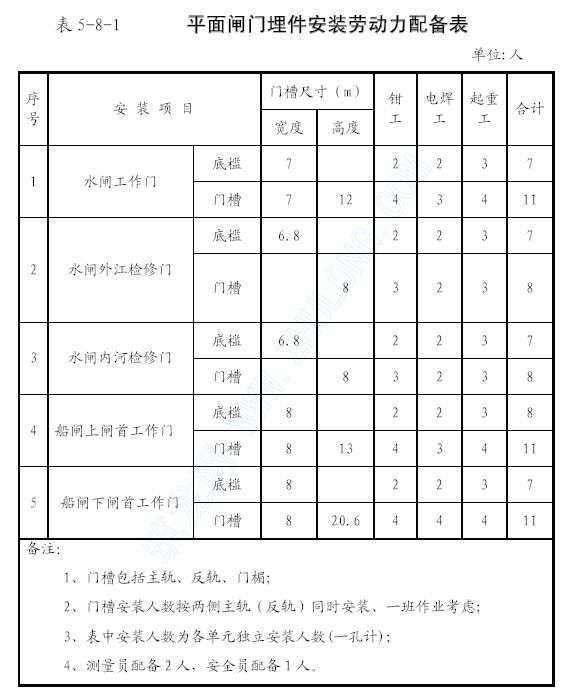 表 5-8-1 平面闸门埋件安装劳动力配备表
单位: 人
序号 安 装 项 目 门槽尺寸（m） 钳工 电焊工 起重工 合计
宽度 高度
1 水闸工作门 底槛 7 2 2 3 7
门槽 7 12 4 3 4 11
2 水闸外江检修门 底槛 6.8 2 2 3 7
门槽 8 3 2 3 8
3 水闸内河检修门 底槛 6.8 2 2 3 7
门槽 8 3 2 3 8
4 船闸上闸首工作门 底槛 8 2 2 3 8
门槽 8 13 4 3 4 11
5 船闸下闸首工作门 底槛 8 2 2 3 7
门槽 8 20.6 4 4 4 11
备注:
1、门槽包括主轨、反轨、门楣;
2、门槽安装人数按两侧主轨（反轨）同时安装、一班作业考虑;
3、表中安装人数为各单元独立安装人数(一孔计);
4、测量员配备 2 人，安全员配备 1 人。
筑龙网 WWW.ZHULONG.COM